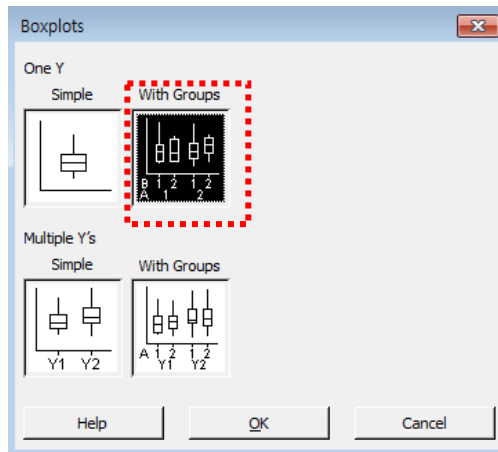 Boxplots
One Y
Simple With Groups
B 1 2 1 2
A 1 2
Multiple Y's
Simple With Groups
Y1 Y2
A 1 2 1 2
Y1 Y2
Help OK Cancel